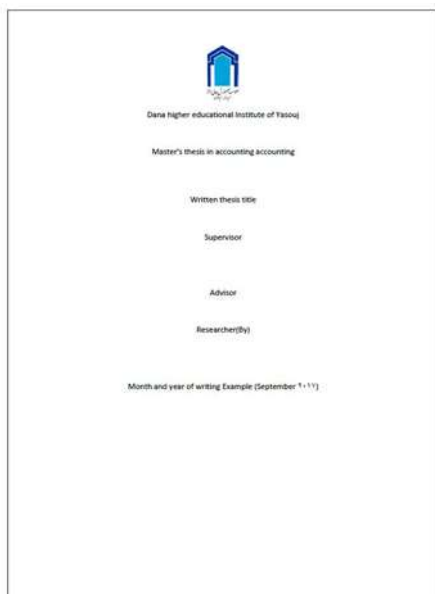 Dana higher educational Institute of Yasouj
Master's thesis in accounting accounting
Written thesis title
Supervisor
Advisor
Researcher(By)
Month and year of writing Example (September ۹۰۱۷)